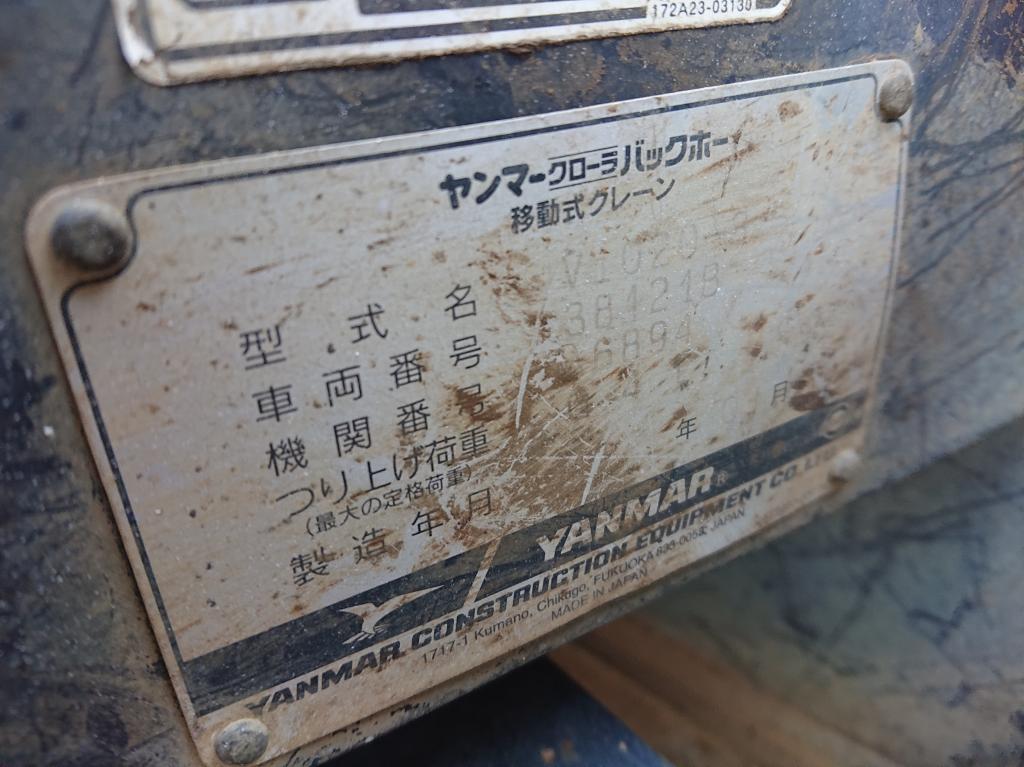 172A23-03130
ヤンマークローラバックホー
移動式クレーン
型式名 ViO20
車両番号
機関番号
つり上げ荷重
(最大の定格荷重)
製造年月 年 月
YANMAR®
YANMAR CONSTRUCTION EQUIPMENT CO., LTD.
1717-1 Kumano, Chikugo, FUKUOKA 833-0055 JAPAN
MADE IN JAPAN